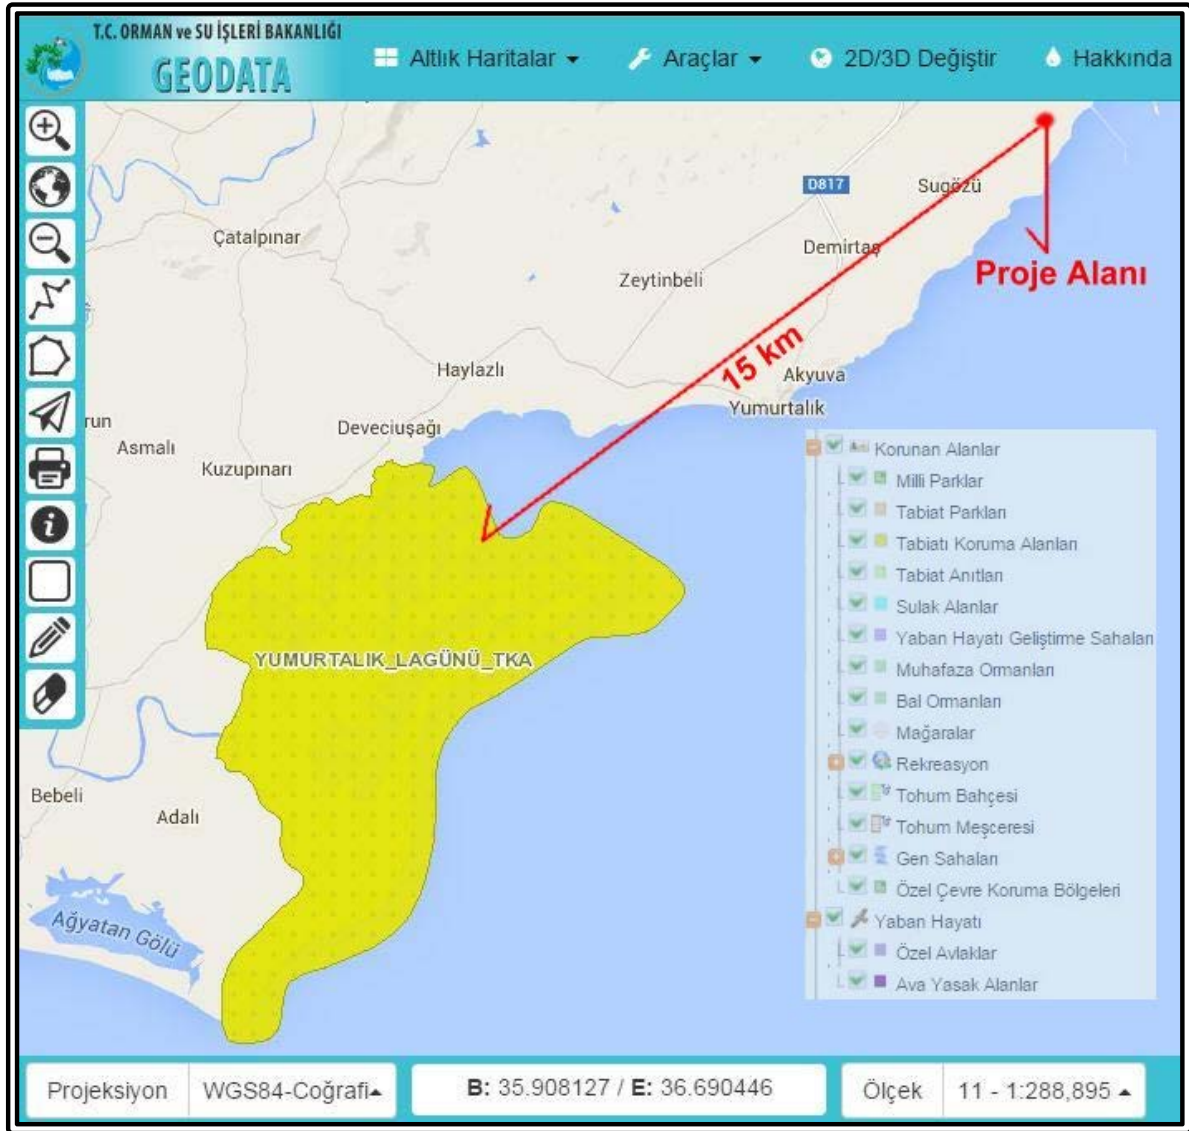 T.C. ORMAN ve SU İŞLERİ BAKANLIĞI
GEODATA
Altlık Haritalar
Araçlar
2D/3D Değiştir
Hakkında
D817
Sugözü
Çatalpınar
Demirtaş
Proje Alanı
Zeytinbeli
15 km
Haylazlı
Akyuva
Yumurtalık
run
Deveciuşağı
Asmalı
Kuzupınarı
Korunan Alanlar
Milli Parklar
Tabiat Parkları
Tabiatı Koruma Alanları
Tabiat Anıtları
Sulak Alanlar
Yaban Hayatı Geliştirme Sahaları
Muhafaza Ormanları
Bal Ormanları
Mağaralar
Rekreasyon
Tohum Bahçesi
Tohum Meşceresi
Gen Sahaları
Özel Çevre Koruma Bölgeleri
Yaban Hayatı
Özel Avlaklar
Ava Yasak Alanlar
YUMURTALIK_LAGÜNÜ_TKA
Bebeli
Adalı
Ağyatan Gölü
Projeksiyon
WGS84-Coğrafi
B: 35.908127 / E: 36.690446
Ölçek
11 - 1:288,895